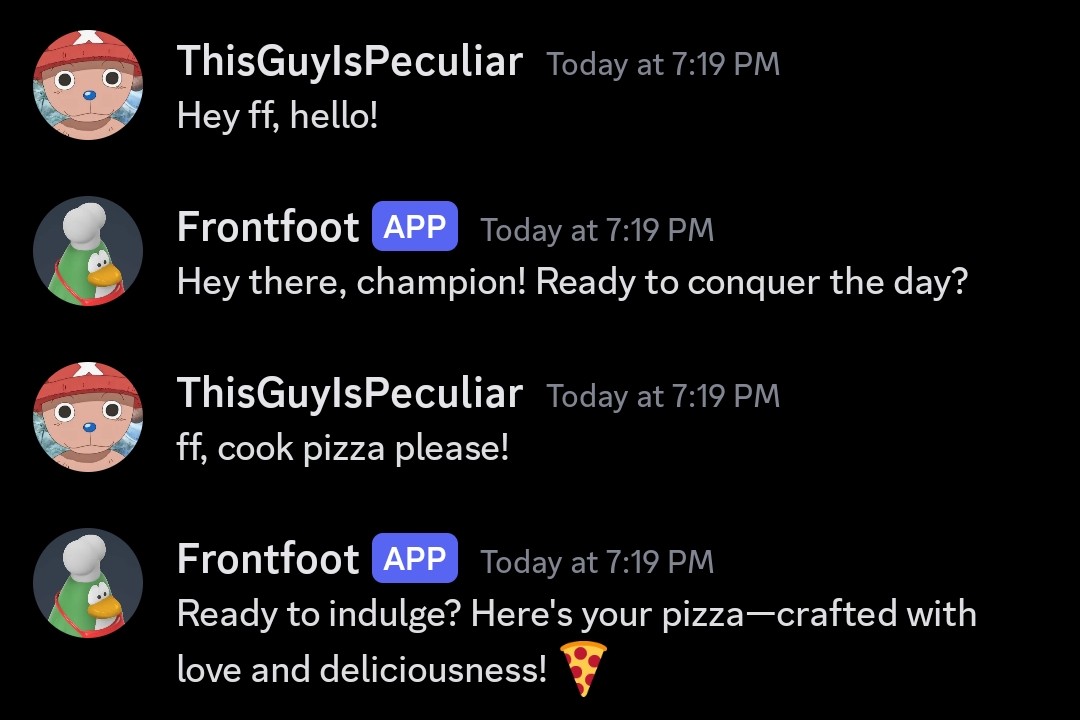 ThisGuyIsPeculiar Today at 7:19 PM
Hey ff, hello!
Frontfoot APP Today at 7:19 PM
Hey there, champion! Ready to conquer the day?
ThisGuyIsPeculiar Today at 7:19 PM
ff, cook pizza please!
Frontfoot APP Today at 7:19 PM
Ready to indulge? Here's your pizza—crafted with
love and deliciousness! 🍕